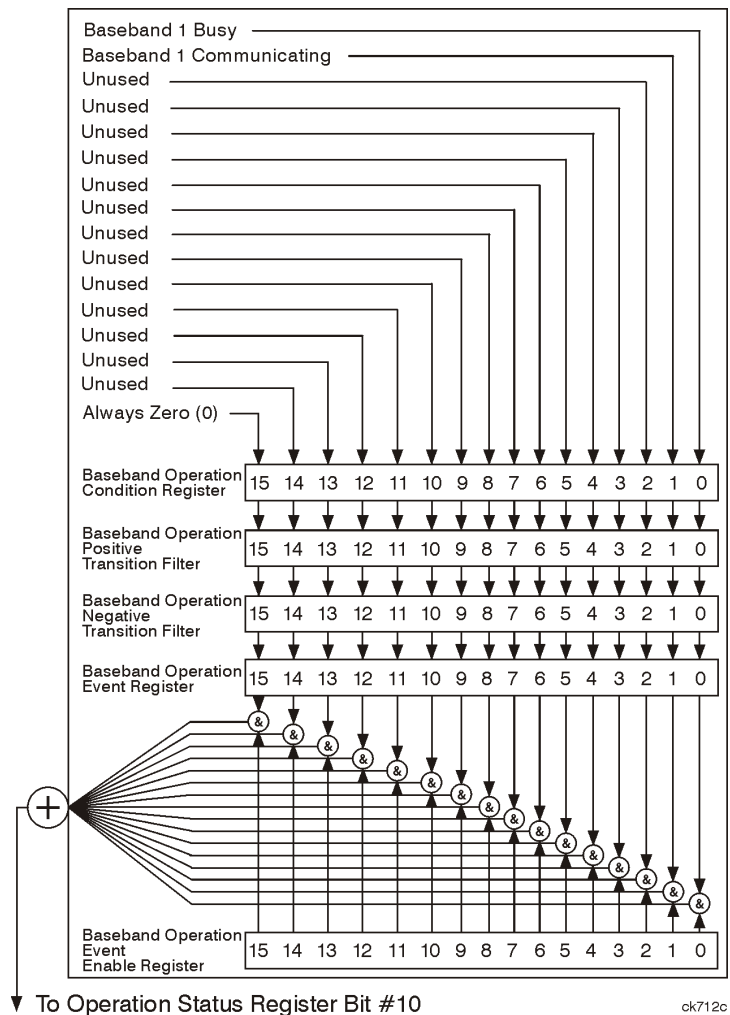 Baseband 1 Busy
Baseband 1 Communicating
Unused
Unused
Unused
Unused
Unused
Unused
Unused
Unused
Unused
Unused
Unused
Unused
Unused
Always Zero (0)
Baseband Operation
Condition Register
15 14 13 12 11 10 9 8 7 6 5 4 3 2 1 0
Baseband Operation
Positive
Transition Filter
15 14 13 12 11 10 9 8 7 6 5 4 3 2 1 0
Baseband Operation
Negative
Transition Filter
15 14 13 12 11 10 9 8 7 6 5 4 3 2 1 0
Baseband Operation
Event Register
15 14 13 12 11 10 9 8 7 6 5 4 3 2 1 0
& & & & & & & & & & & & & & & &
+
Baseband Operation
Event
Enable Register
15 14 13 12 11 10 9 8 7 6 5 4 3 2 1 0
To Operation Status Register Bit #10
ck712c